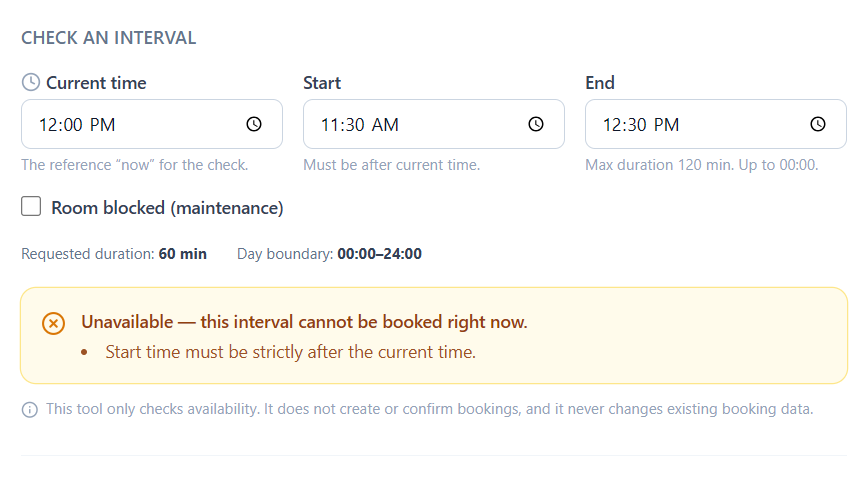 CHECK AN INTERVAL
Current time
Start
End
12:00 PM
11:30 AM
12:30 PM
The reference “now” for the check.
Must be after current time.
Max duration 120 min. Up to 00:00.
Room blocked (maintenance)
Requested duration: 60 min
Day boundary: 00:00–24:00
Unavailable — this interval cannot be booked right now.
• Start time must be strictly after the current time.
This tool only checks availability. It does not create or confirm bookings, and it never changes existing booking data.